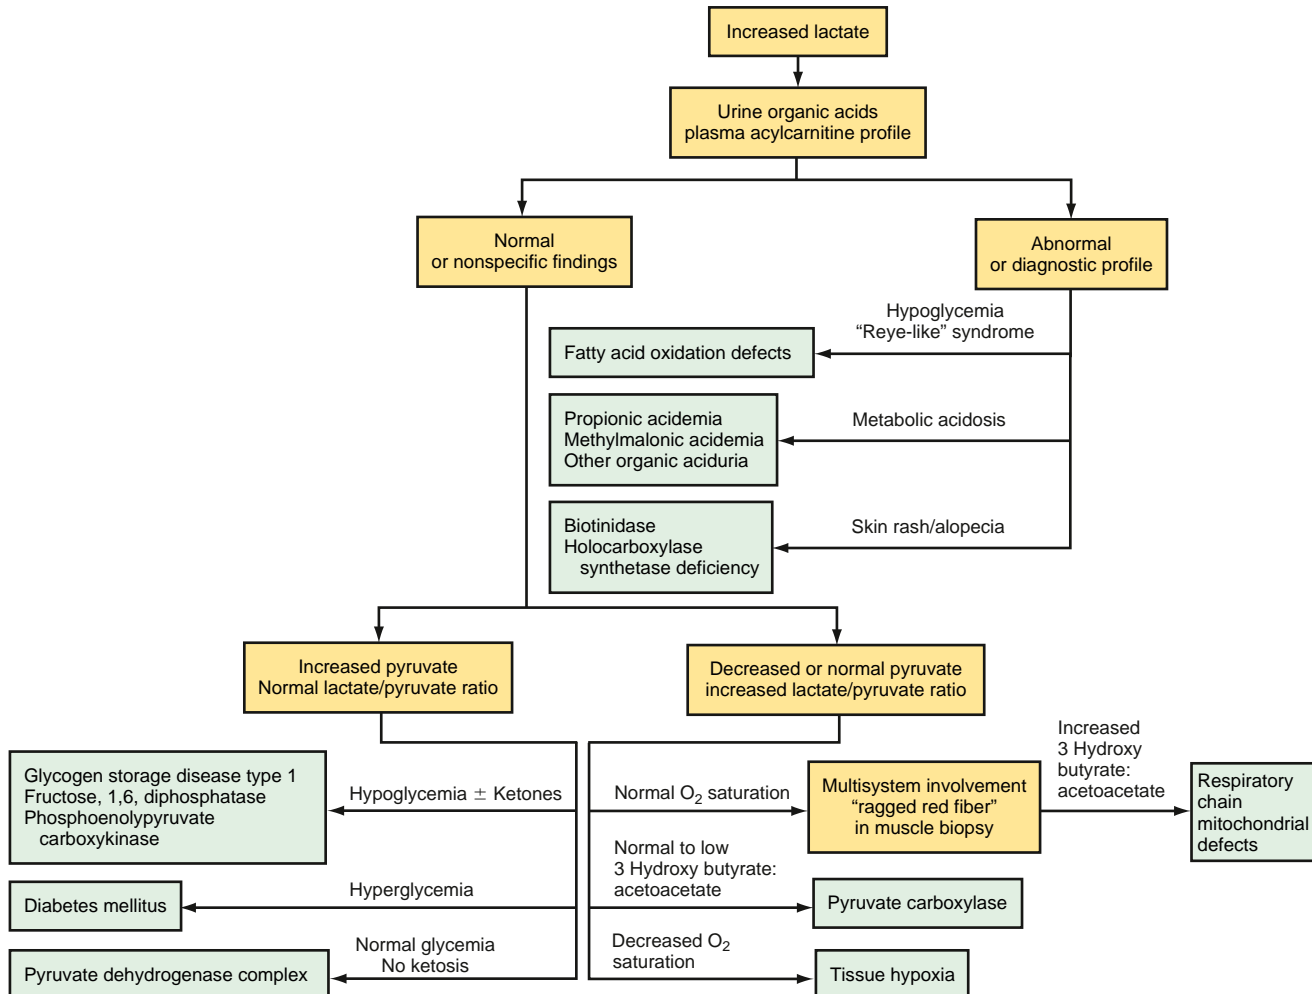 Increased lactate
Urine organic acids
plasma acylcarnitine profile
Normal
or nonspecific findings
Abnormal
or diagnostic profile
Hypoglycemia
“Reye-like” syndrome
Fatty acid oxidation defects
Propionic acidemia
Methylmalonic acidemia
Other organic aciduria
Metabolic acidosis
Biotinidase
Holocarboxylase
synthetase deficiency
Skin rash/alopecia
Increased pyruvate
Normal lactate/pyruvate ratio
Decreased or normal pyruvate
increased lactate/pyruvate ratio
Glycogen storage disease type 1
Fructose, 1,6, diphosphatase
Phosphoenolypyruvate
carboxykinase
Hypoglycemia ± Ketones
Normal O₂ saturation
Multisystem involvement
“ragged red fiber”
in muscle biopsy
Increased
3 Hydroxy
butyrate:
acetoacetate
Respiratory
chain
mitochondrial
defects
Diabetes mellitus
Hyperglycemia
Normal to low
3 Hydroxy butyrate:
acetoacetate
Pyruvate carboxylase
Pyruvate dehydrogenase complex
Normal glycemia
No ketosis
Decreased O₂
saturation
Tissue hypoxia